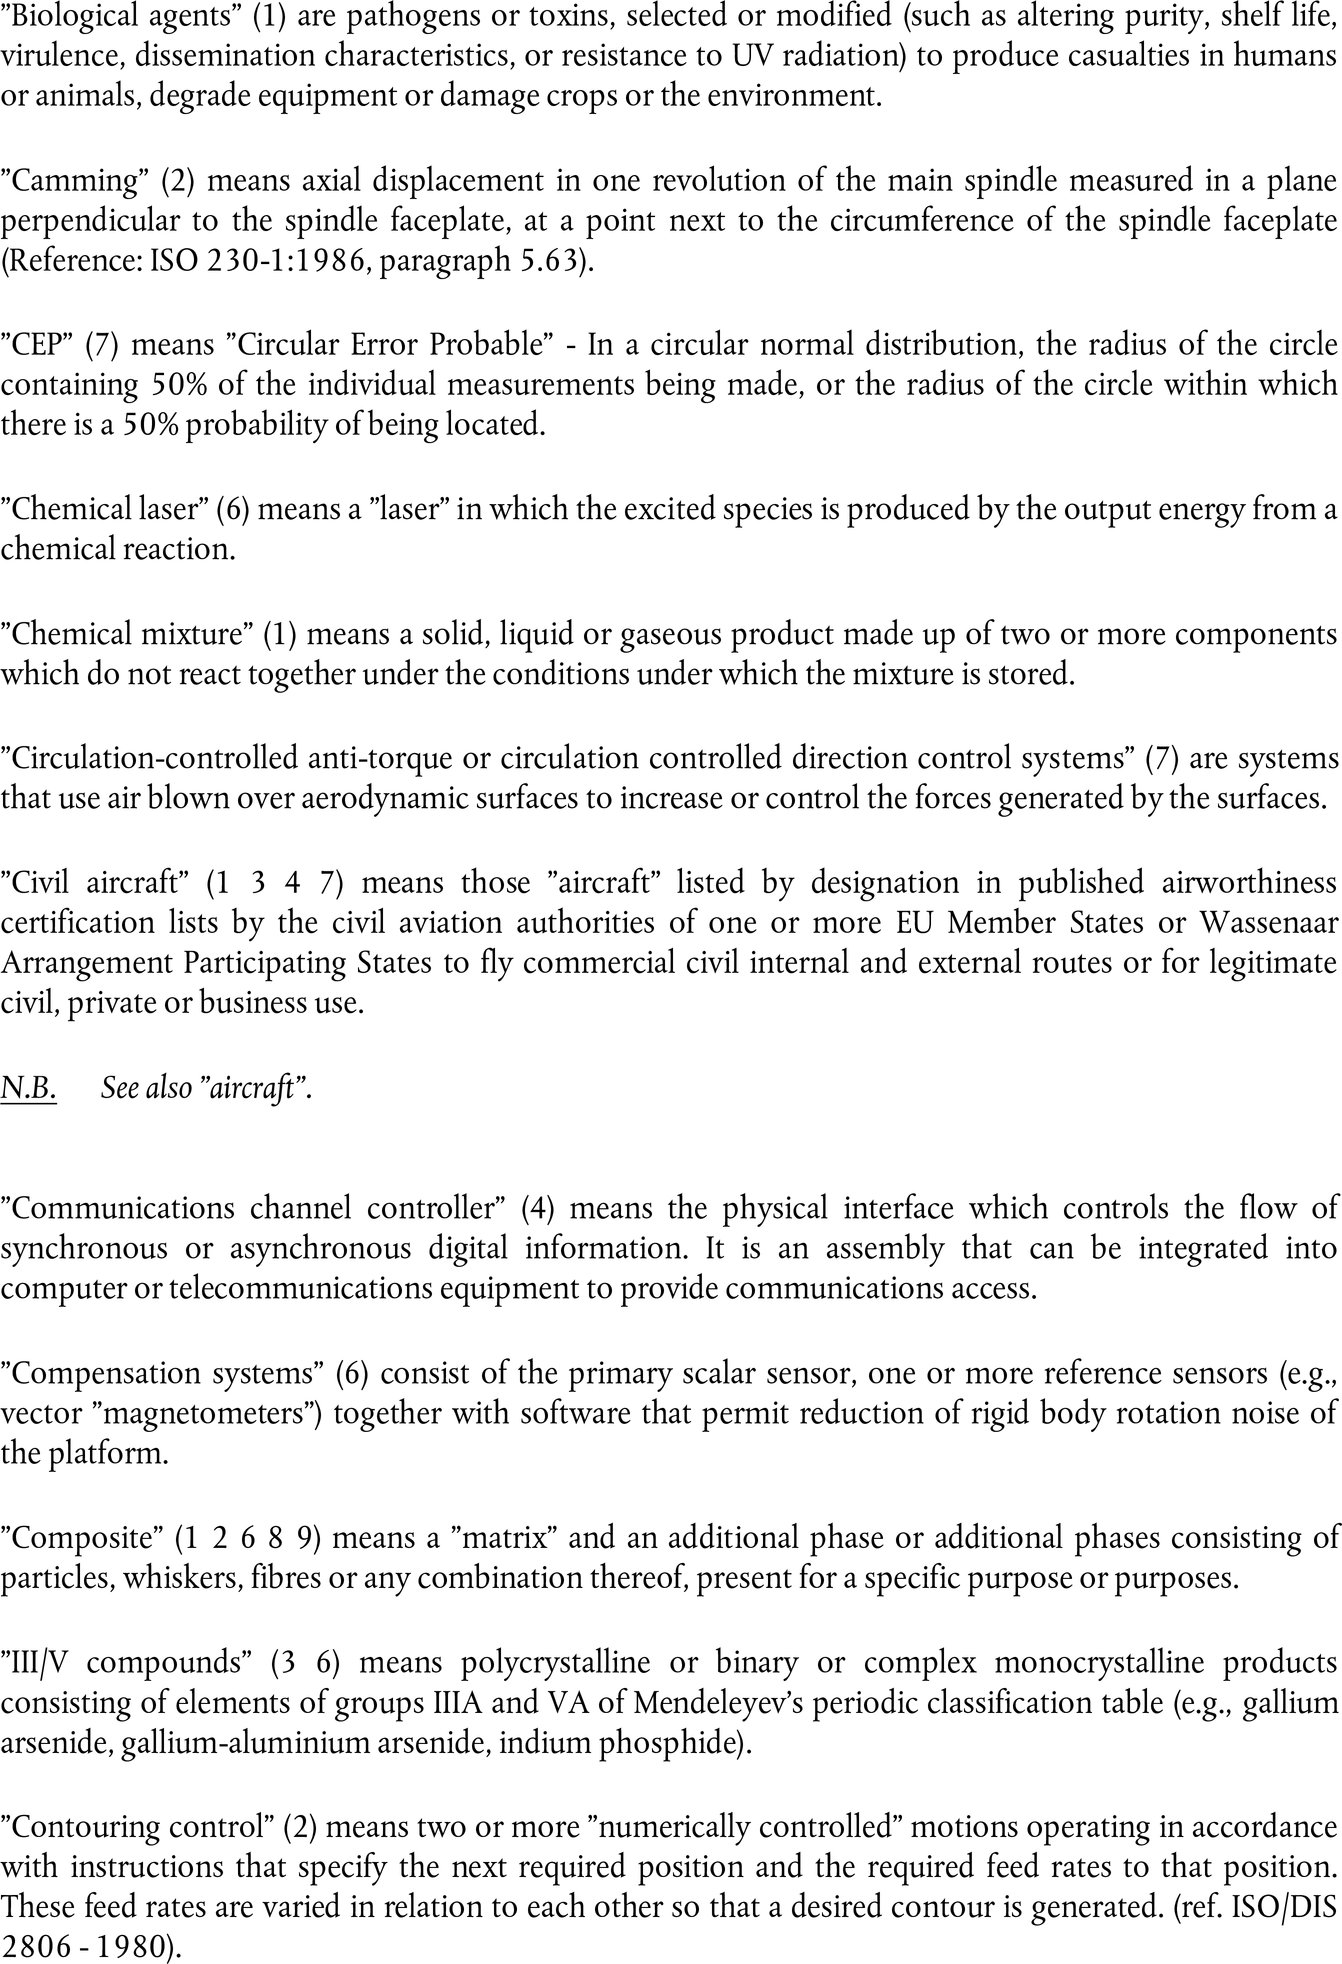 ”Biological agents” (1) are pathogens or toxins, selected or modified (such as altering purity, shelf life,
virulence, dissemination characteristics, or resistance to UV radiation) to produce casualties in humans
or animals, degrade equipment or damage crops or the environment.
”Camming” (2) means axial displacement in one revolution of the main spindle measured in a plane
perpendicular to the spindle faceplate, at a point next to the circumference of the spindle faceplate
(Reference: ISO 230-1:1986, paragraph 5.63).
”CEP” (7) means ”Circular Error Probable” - In a circular normal distribution, the radius of the circle
containing 50% of the individual measurements being made, or the radius of the circle within which
there is a 50% probability of being located.
”Chemical laser” (6) means a ”laser” in which the excited species is produced by the output energy from a
chemical reaction.
”Chemical mixture” (1) means a solid, liquid or gaseous product made up of two or more components
which do not react together under the conditions under which the mixture is stored.
”Circulation-controlled anti-torque or circulation controlled direction control systems” (7) are systems
that use air blown over aerodynamic surfaces to increase or control the forces generated by the surfaces.
”Civil aircraft” (1 3 4 7) means those ”aircraft” listed by designation in published airworthiness
certification lists by the civil aviation authorities of one or more EU Member States or Wassenaar
Arrangement Participating States to fly commercial civil internal and external routes or for legitimate
civil, private or business use.
N.B. See also ”aircraft”.
”Communications channel controller” (4) means the physical interface which controls the flow of
synchronous or asynchronous digital information. It is an assembly that can be integrated into
computer or telecommunications equipment to provide communications access.
”Compensation systems” (6) consist of the primary scalar sensor, one or more reference sensors (e.g.,
vector ”magnetometers”) together with software that permit reduction of rigid body rotation noise of
the platform.
”Composite” (1 2 6 8 9) means a ”matrix” and an additional phase or additional phases consisting of
particles, whiskers, fibres or any combination thereof, present for a specific purpose or purposes.
”III/V compounds” (3 6) means polycrystalline or binary or complex monocrystalline products
consisting of elements of groups IIIA and VA of Mendeleyev’s periodic classification table (e.g., gallium
arsenide, gallium-aluminium arsenide, indium phosphide).
”Contouring control” (2) means two or more ”numerically controlled” motions operating in accordance
with instructions that specify the next required position and the required feed rates to that position.
These feed rates are varied in relation to each other so that a desired contour is generated. (ref. ISO/DIS
2806 - 1980).